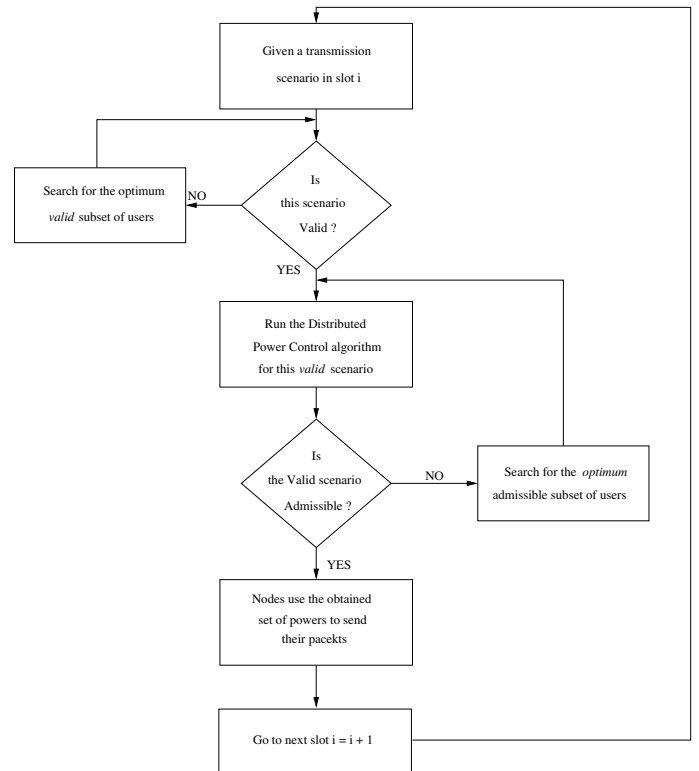 Given a transmission
scenario in slot i
Is
this scenario
Valid ?
NO
Search for the optimum
valid subset of users
YES
Run the Distributed
Power Control algorithm
for this valid scenario
Is
the Valid scenario
Admissible ?
NO
Search for the optimum
admissible subset of users
YES
Nodes use the obtained
set of powers to send
their pacekts
Go to next slot i = i + 1